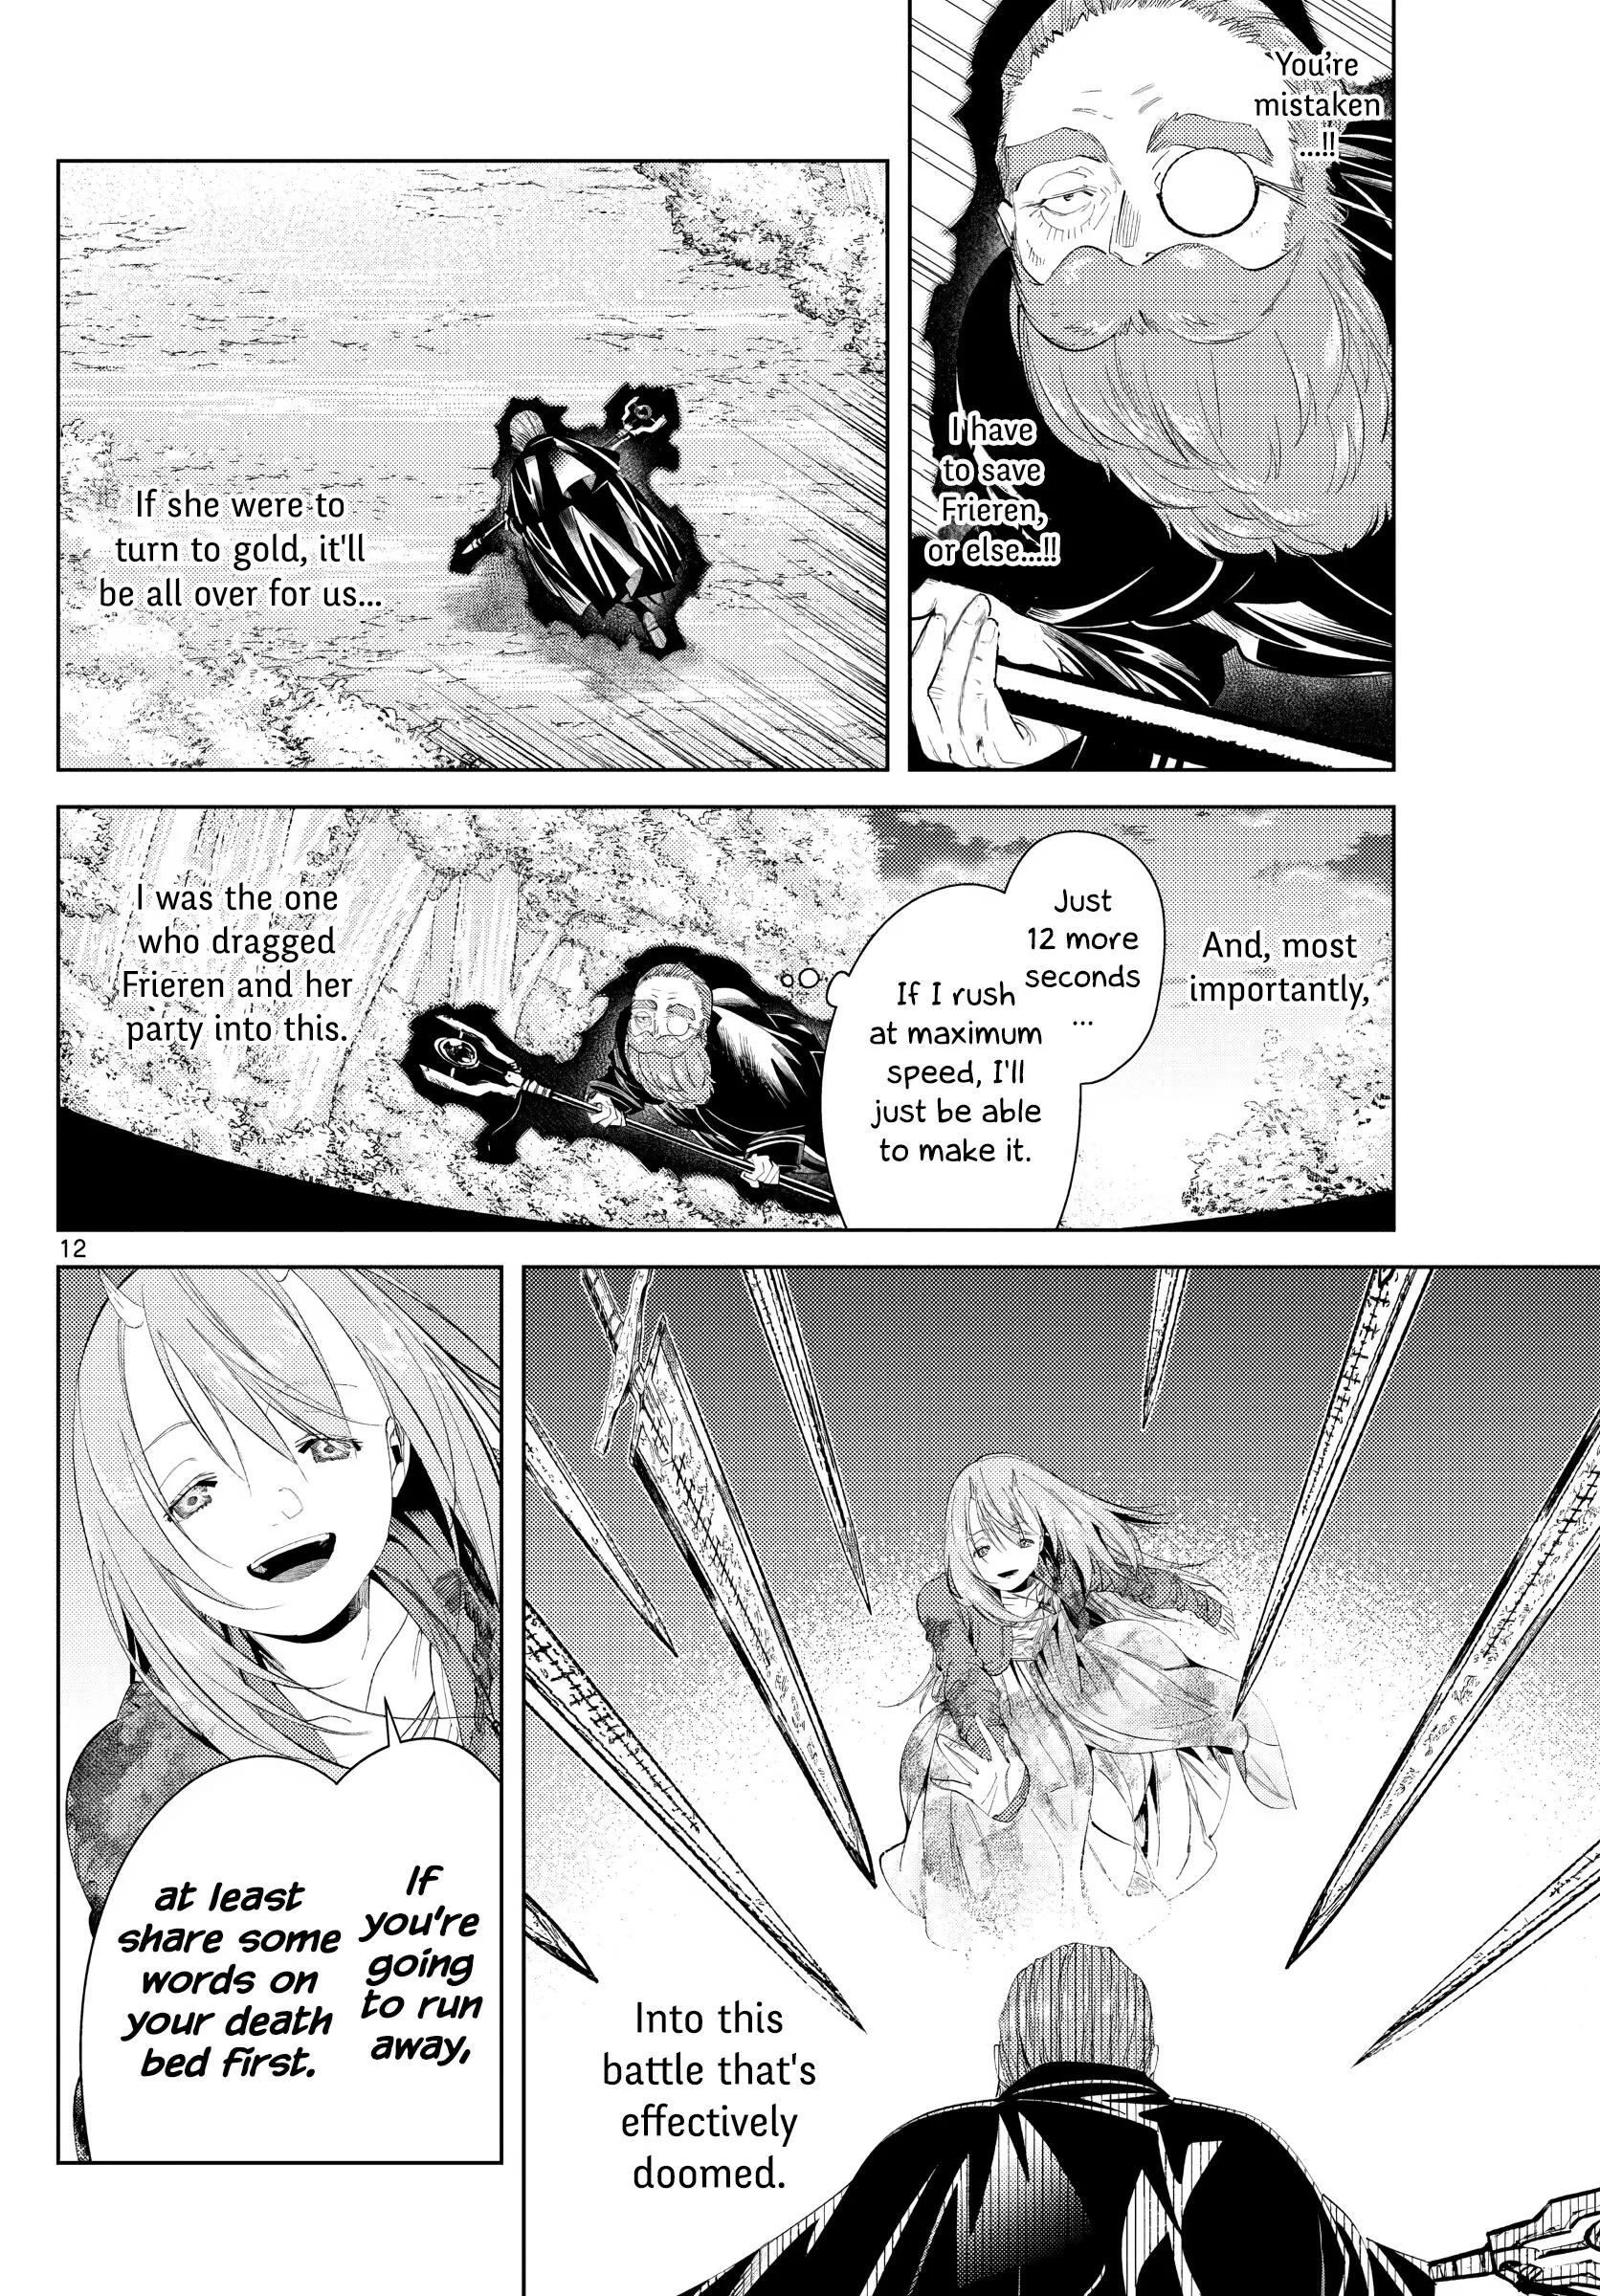 You're
mistaken
...!!
I have
to save
Frieren,
or else...!!
If she were to
turn to gold, it'll
be all over for us...
And, most
importantly,
Just
12 more
seconds
...
If I rush
at maximum
speed, I'll
just be able
to make it.
I was the one
who dragged
Frieren and her
party into this.
12
Into this
battle that's
effectively
doomed.
If
you're
going
to run
away,
at least
share some
words on
your death
bed first.